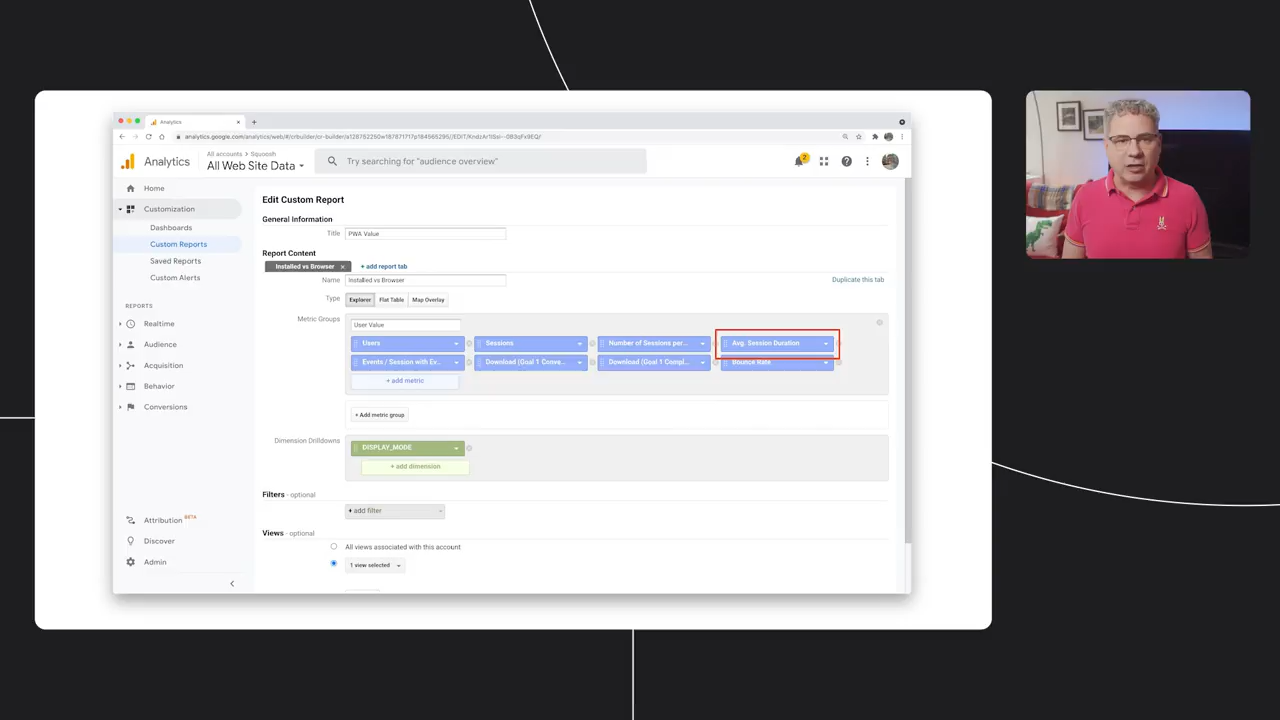 Analytics
analytics.google.com/analytics/web/#/crbuilder/
Analytics
All accounts > Squoosh
All Web Site Data
Try searching for "audience overview"
2
Home
Customization
Dashboards
Custom Reports
Saved Reports
Custom Alerts
REPORTS
Realtime
Audience
Acquisition
Behavior
Conversions
Attribution BETA
Discover
Admin
Edit Custom Report
General Information
Title PWA Value
Report Content
Installed vs Browser x + add report tab
Name Installed vs Browser Duplicate this tab
Type Explorer Flat Table Map Overlay
Metric Groups
User Value
Users Sessions Number of Sessions per... Avg. Session Duration
Events / Session with Ev... Download (Goal 1 Conve... Download (Goal 1 Compl... Bounce Rate
+ add metric
+ Add metric group
Dimension Drilldowns DISPLAY_MODE
+ add dimension
Filters - optional
+ add filter
Views - optional
All views associated with this account
1 view selected